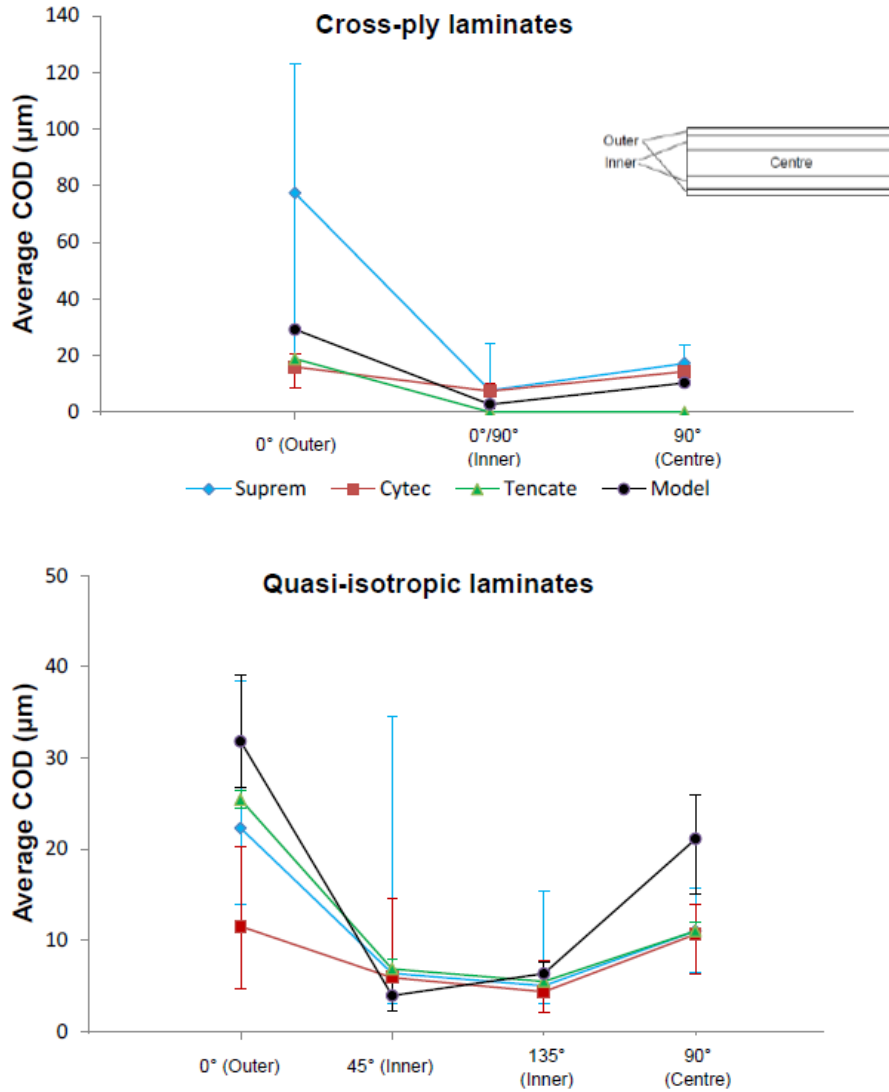 Cross-ply laminates
Average COD (µm)
140
120
100
80
60
40
20
0
Outer
Inner
Centre
0° (Outer)
0°/90°
(Inner)
90°
(Centre)
Suprem
Cytec
Tencate
Model
Quasi-isotropic laminates
Average COD (µm)
50
40
30
20
10
0
0° (Outer)
45° (Inner)
135°
(Inner)
90°
(Centre)